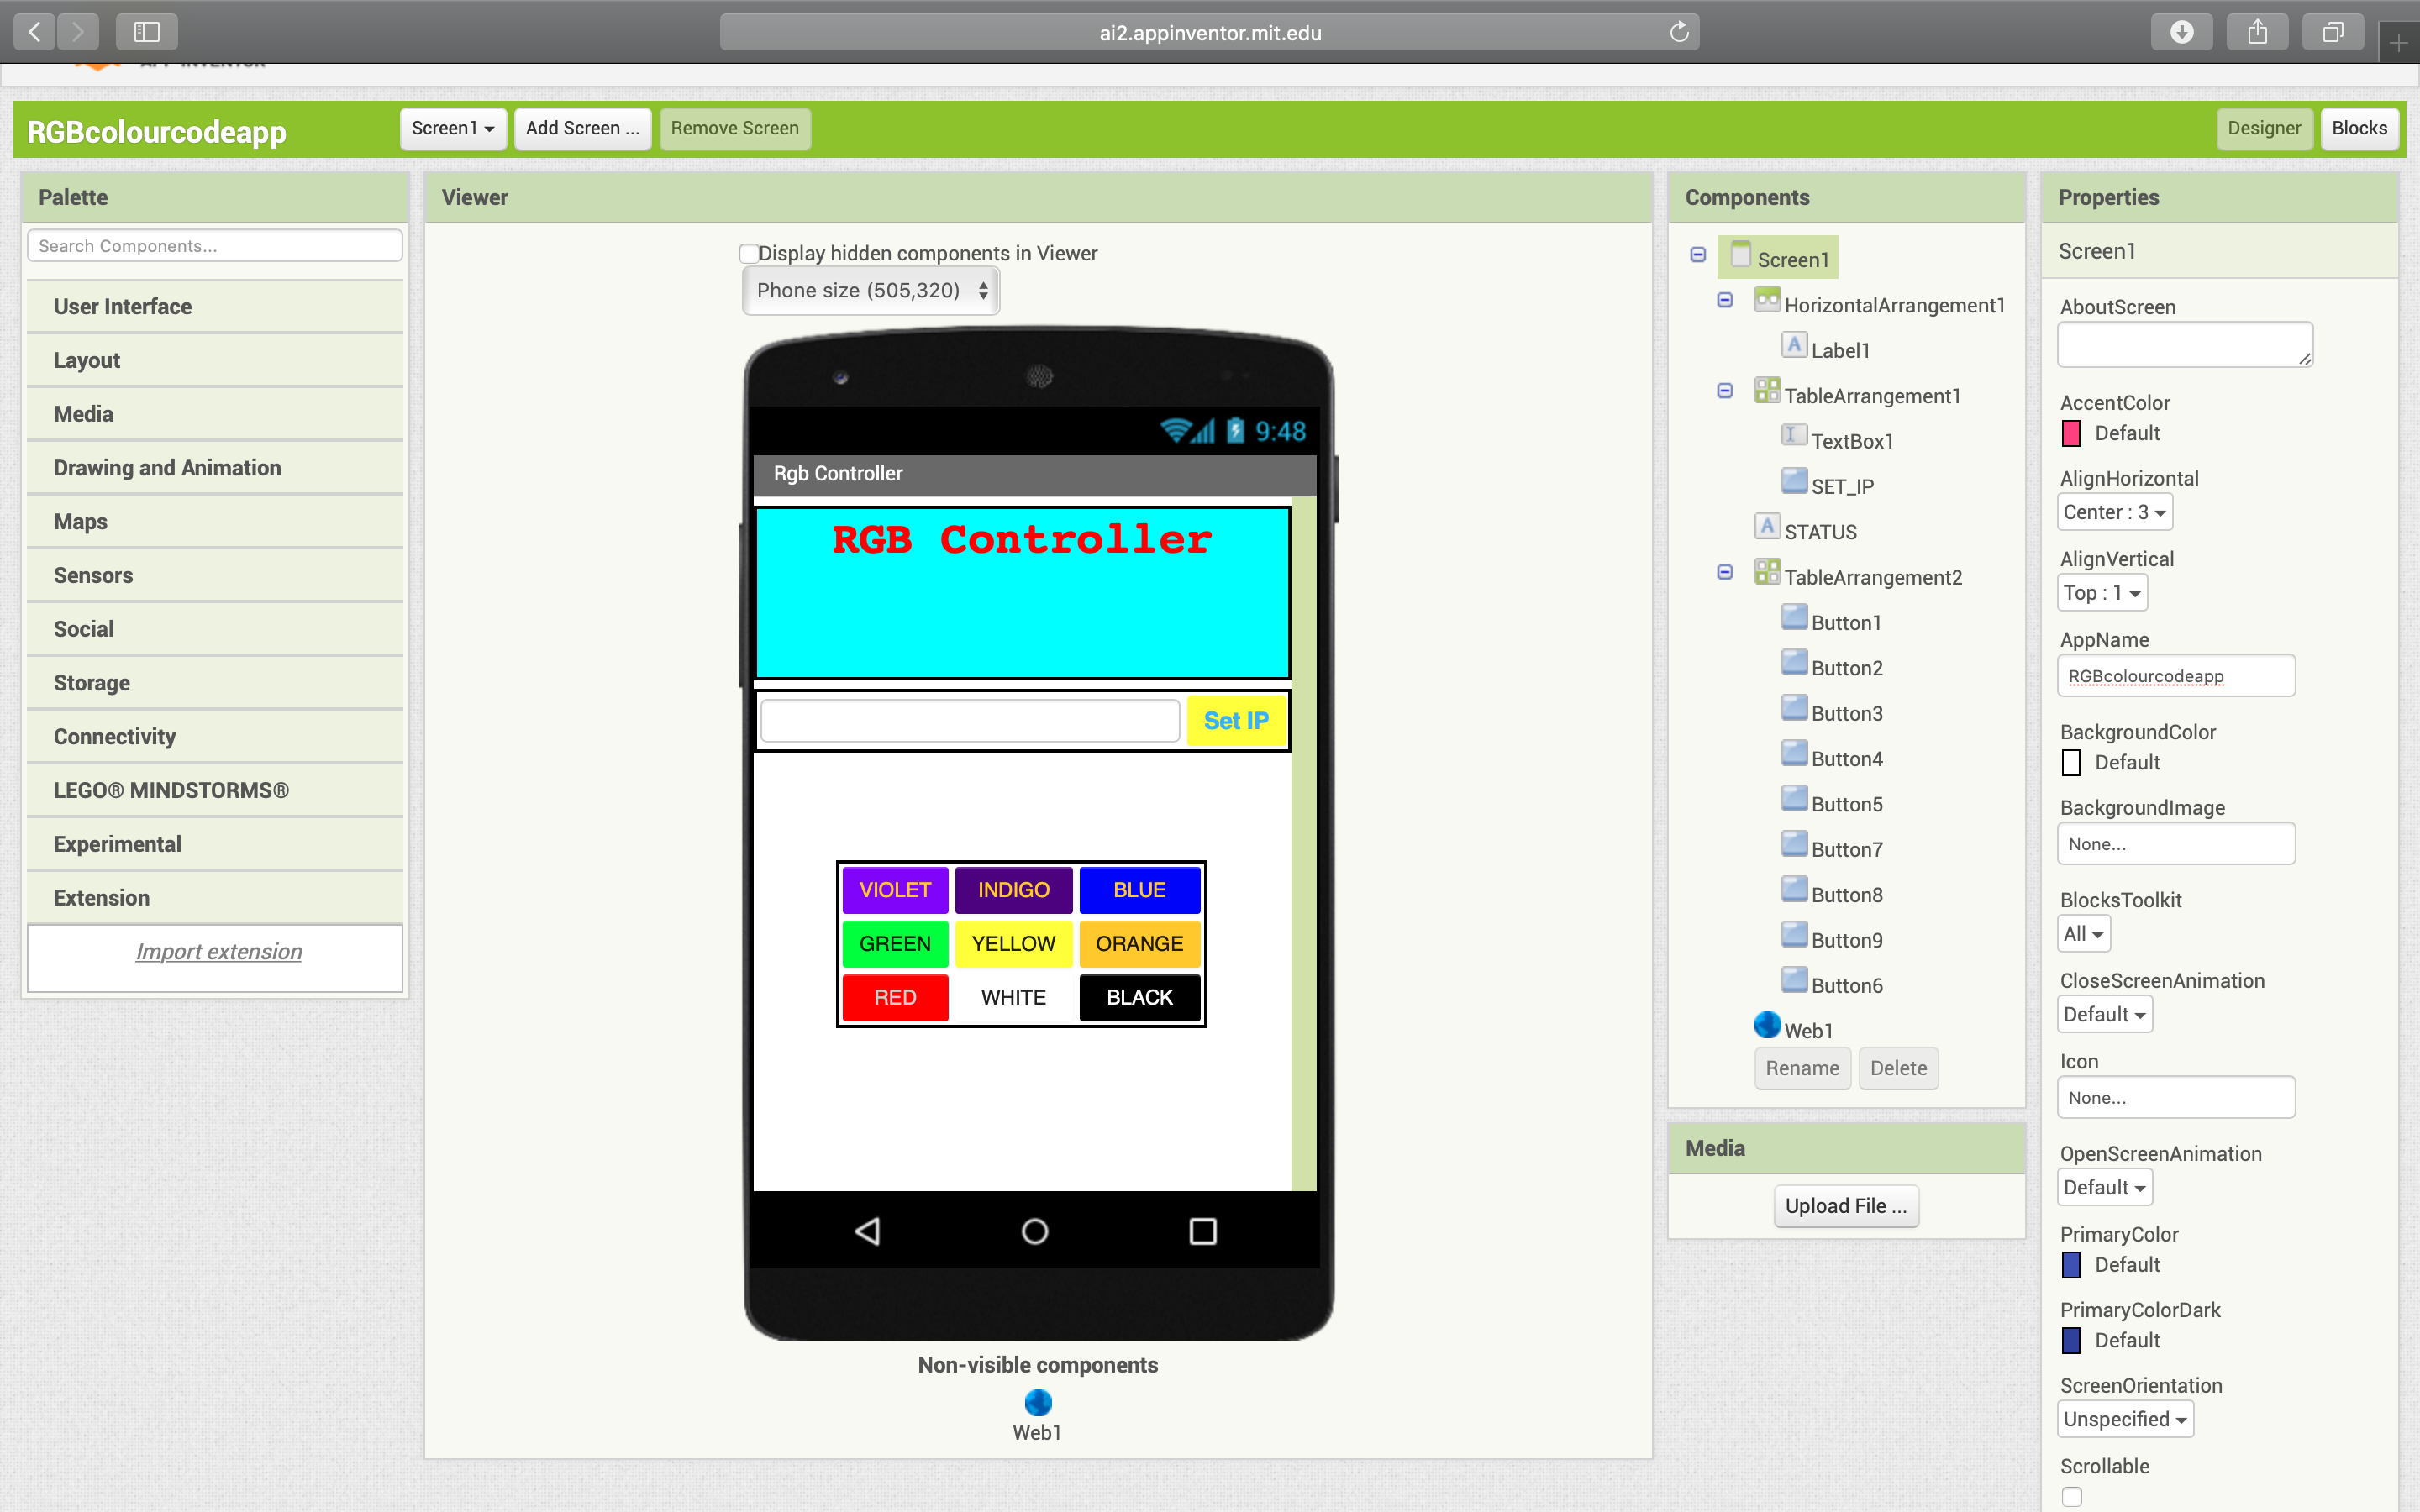 ai2.appinventor.mit.edu
APP INVENTOR
RGBcolourcodeapp
Screen1
Add Screen ...
Remove Screen
Designer
Blocks
Palette
Search Components...
User Interface
Layout
Media
Drawing and Animation
Maps
Sensors
Social
Storage
Connectivity
LEGO® MINDSTORMS®
Experimental
Extension
Import extension
Viewer
Display hidden components in Viewer
Phone size (505,320)
9:48
Rgb Controller
RGB Controller
Set IP
VIOLET INDIGO BLUE
GREEN YELLOW ORANGE
RED WHITE BLACK
Non-visible components
Web1
Components
Screen1
HorizontalArrangement1
Label1
TableArrangement1
TextBox1
SET_IP
STATUS
TableArrangement2
Button1
Button2
Button3
Button4
Button5
Button7
Button8
Button9
Button6
Web1
Rename Delete
Media
Upload File ...
Properties
Screen1
AboutScreen
AccentColor
Default
AlignHorizontal
Center : 3
AlignVertical
Top : 1
AppName
RGBcolourcodeapp
BackgroundColor
Default
BackgroundImage
None...
BlocksToolkit
All
CloseScreenAnimation
Default
Icon
None...
OpenScreenAnimation
Default
PrimaryColor
Default
PrimaryColorDark
Default
ScreenOrientation
Unspecified
Scrollable